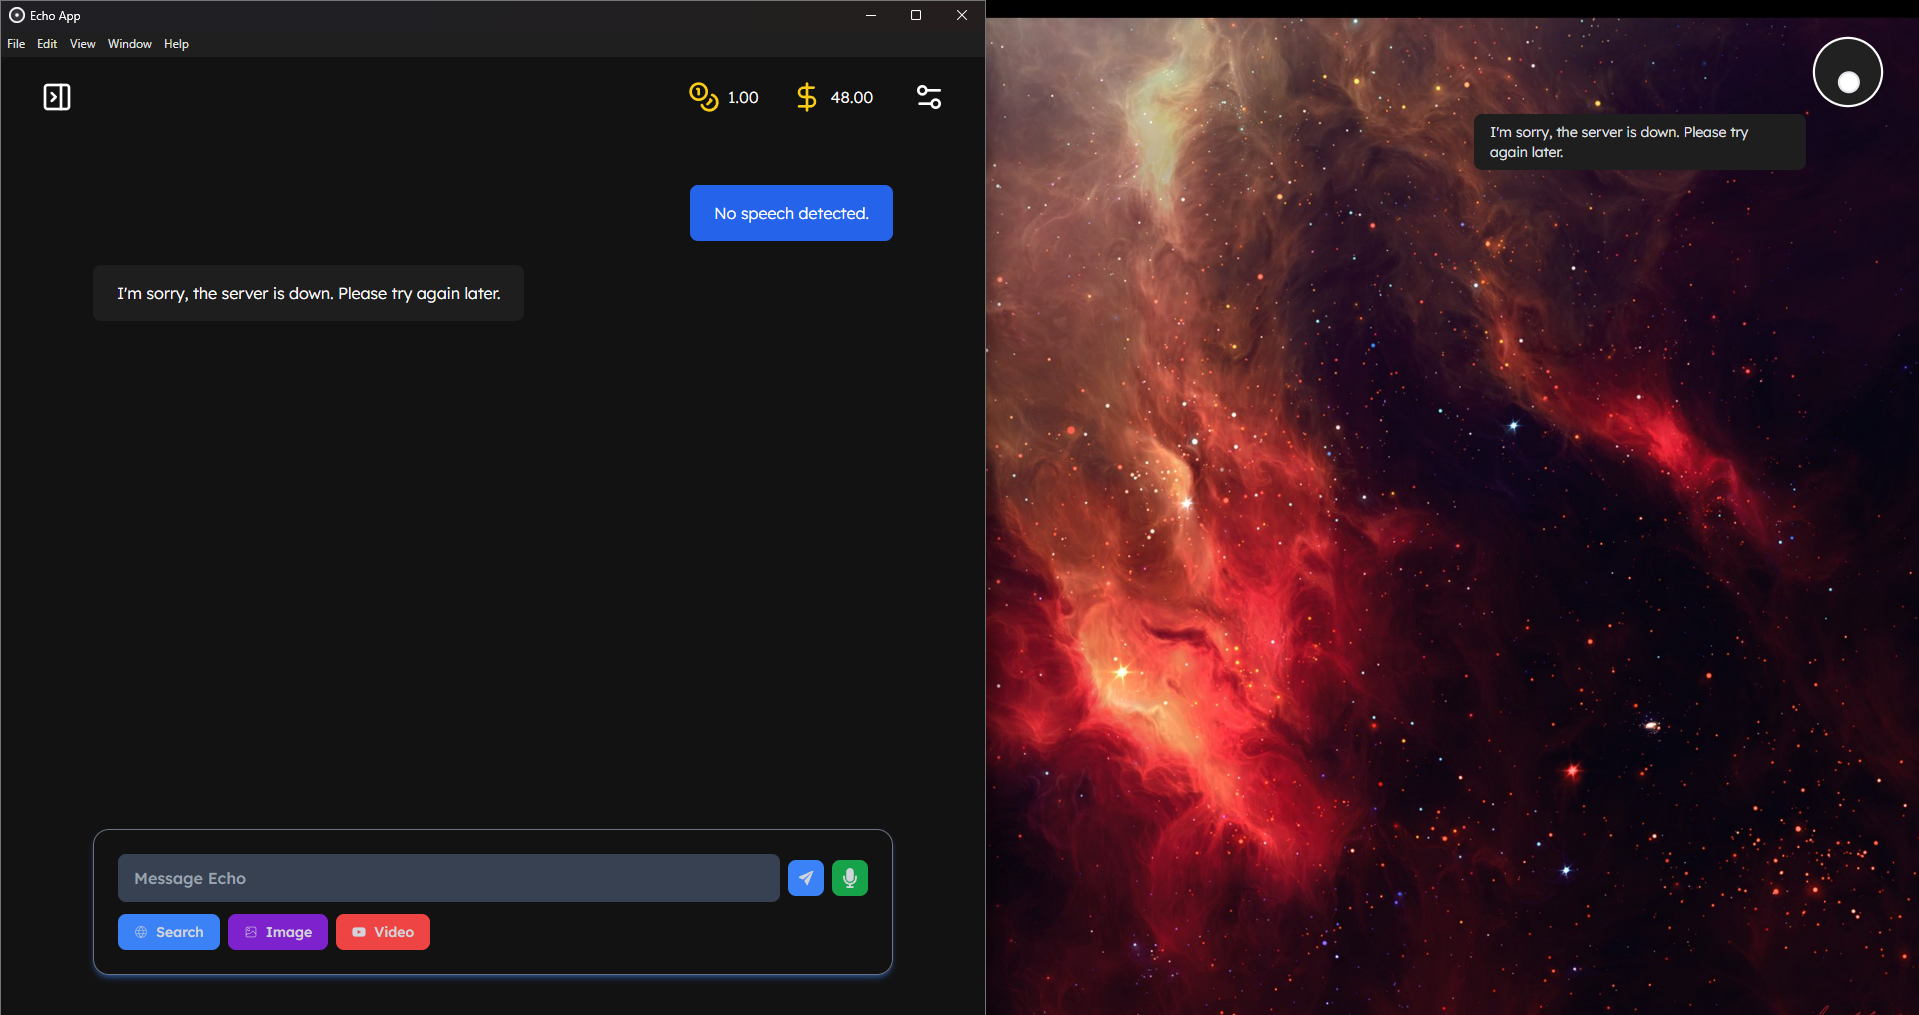 Echo App
File Edit View Window Help
1.00 48.00
No speech detected.
I'm sorry, the server is down. Please try again later.
Message Echo
Search Image Video
I'm sorry, the server is down. Please try
again later.